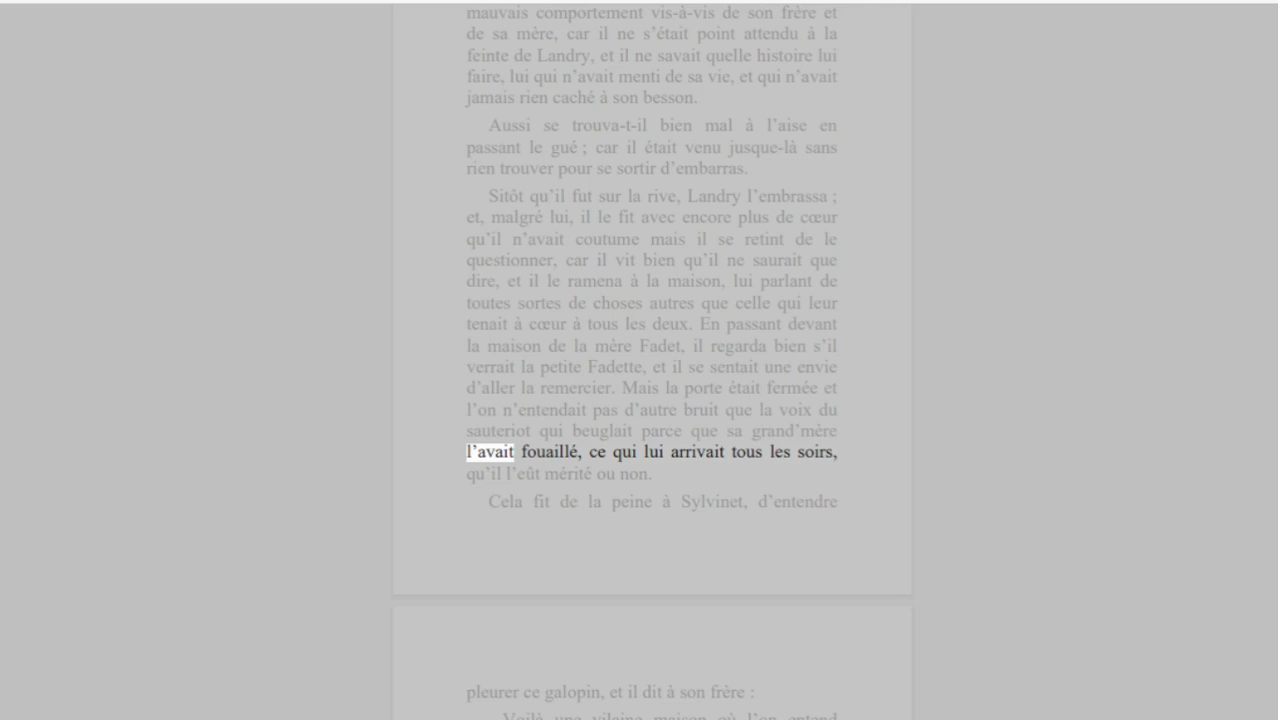 mauvais comportement vis-à-vis de son frère et
de sa mère, car il ne s’était point attendu à la
feinte de Landry, et il ne savait quelle histoire lui
faire, lui qui n’avait menti de sa vie, et qui n’avait
jamais rien caché à son besson.
Aussi se trouva-t-il bien mal à l’aise en
passant le gué ; car il était venu jusque-là sans
rien trouver pour se sortir d’embarras.
Sitôt qu’il fut sur la rive, Landry l’embrassa ;
et, malgré lui, il le fit avec encore plus de cœur
qu’il n’avait coutume mais il se retint de le
questionner, car il vit bien qu’il ne saurait que
dire, et il le ramena à la maison, lui parlant de
toutes sortes de choses autres que celle qui leur
tenait à cœur à tous les deux. En passant devant
la maison de la mère Fadet, il regarda bien s’il
verrait la petite Fadette, et il se sentait une envie
d’aller la remercier. Mais la porte était fermée et
l’on n’entendait pas d’autre bruit que la voix du
sauteriot qui beuglait parce que sa grand’mère
l’avait fouaillé, ce qui lui arrivait tous les soirs,
qu’il l’eût mérité ou non.
Cela fit de la peine à Sylvinet, d’entendre
pleurer ce galopin, et il dit à son frère :
Voilà une vilaine maison où l’on entend